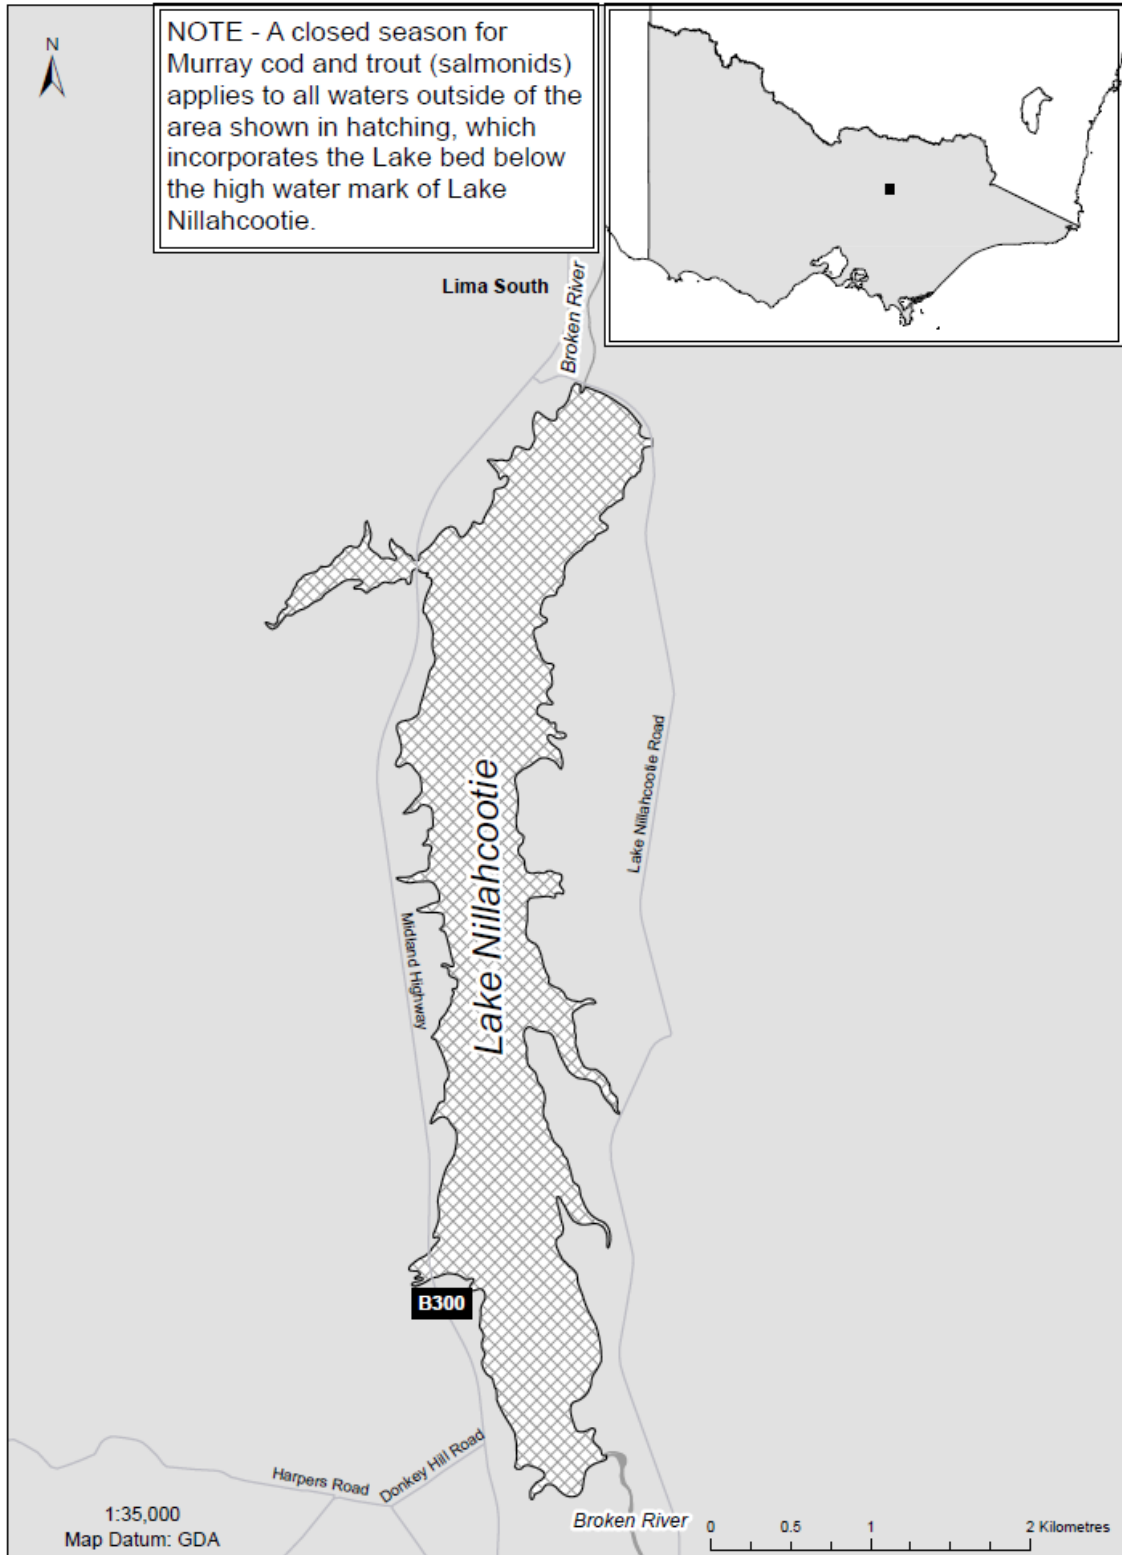 N
NOTE - A closed season for
Murray cod and trout (salmonids)
applies to all waters outside of the
area shown in hatching, which
incorporates the Lake bed below
the high water mark of Lake
Nillahcootie.
Lima South
Broken River
Lake Nillahcootie Road
Lake Nillahcootie
Midland Highway
B300
Harpers Road
Donkey Hill Road
1:35,000
Map Datum: GDA
Broken River
0 0.5 1 2 Kilometres